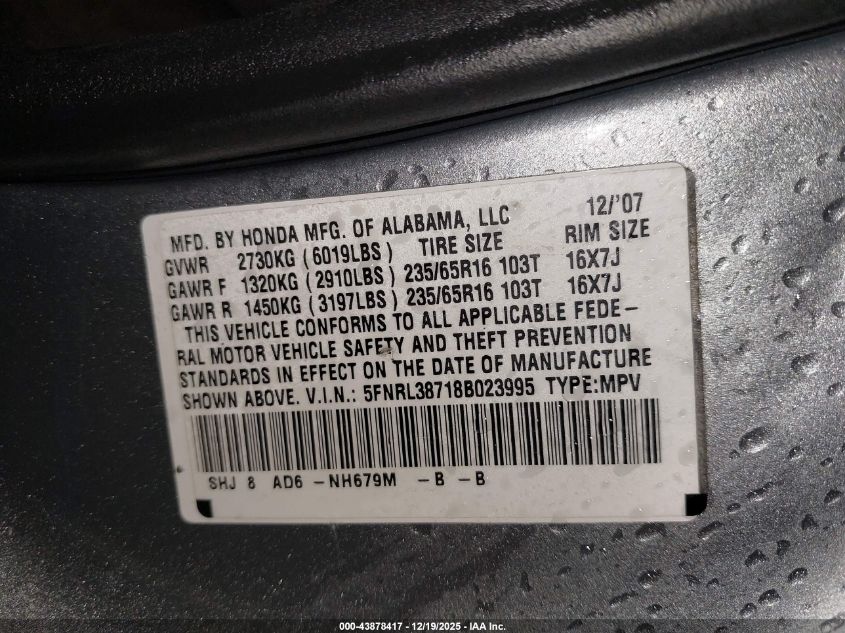 MFD. BY HONDA MFG. OF ALABAMA, LLC 12/'07
GVWR 2730KG ( 6019LBS ) TIRE SIZE RIM SIZE
GAWR F 1320KG ( 2910LBS ) 235/65R16 103T 16X7J
GAWR R 1450KG ( 3197LBS ) 235/65R16 103T 16X7J
THIS VEHICLE CONFORMS TO ALL APPLICABLE FEDE-
RAL MOTOR VEHICLE SAFETY AND THEFT PREVENTION
STANDARDS IN EFFECT ON THE DATE OF MANUFACTURE
SHOWN ABOVE. V.I.N.: 5FNRL38718B023995 TYPE:MPV
SHJ 8 AD6 -NH679M -B -B
000-43878417 - 12/19/2025 - IAA Inc.